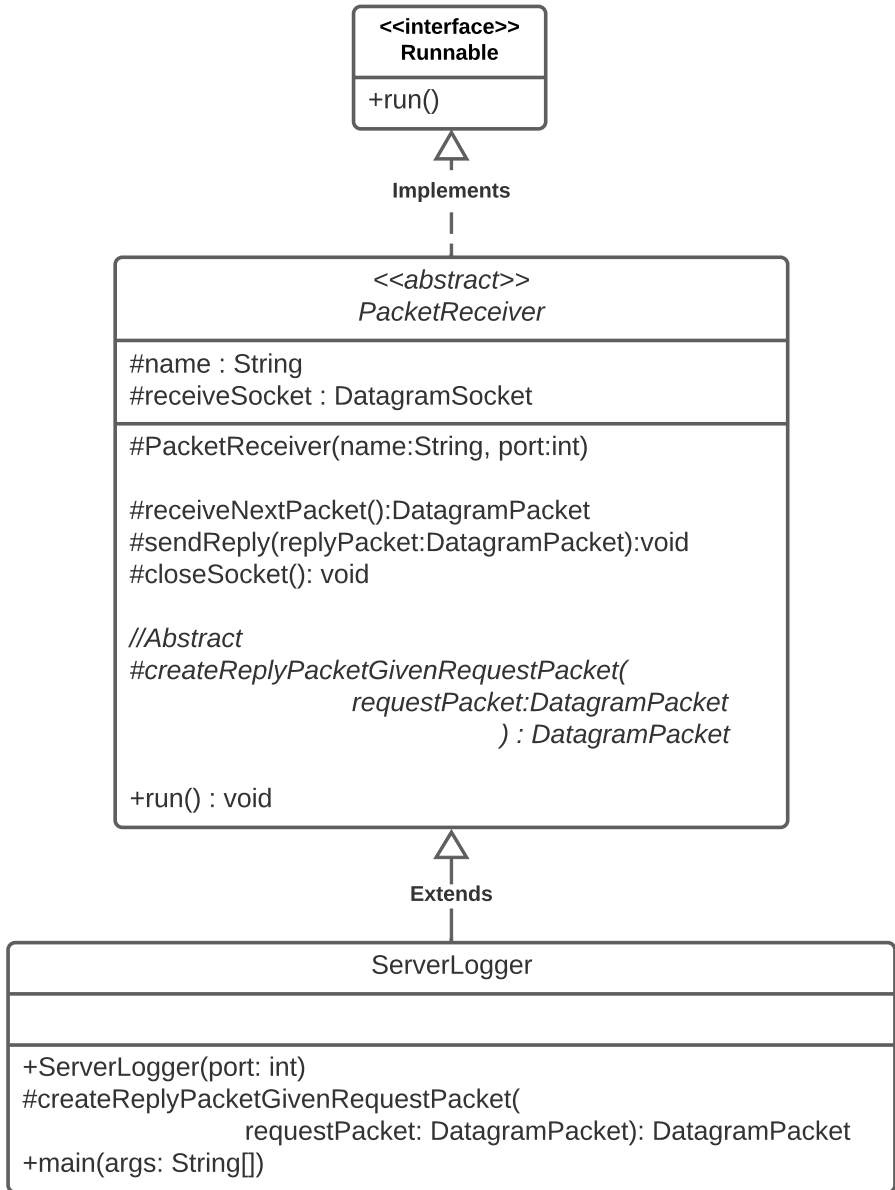 <<interface>>
Runnable
+run()
Implements
<<abstract>>
PacketReceiver
#name : String
#receiveSocket : DatagramSocket
#PacketReceiver(name:String, port:int)
#receiveNextPacket():DatagramPacket
#sendReply(replyPacket:DatagramPacket):void
#closeSocket(): void
//Abstract
#createReplyPacketGivenRequestPacket(
requestPacket:DatagramPacket
) : DatagramPacket
+run() : void
Extends
ServerLogger
+ServerLogger(port: int)
#createReplyPacketGivenRequestPacket(
requestPacket: DatagramPacket): DatagramPacket
+main(args: String[])